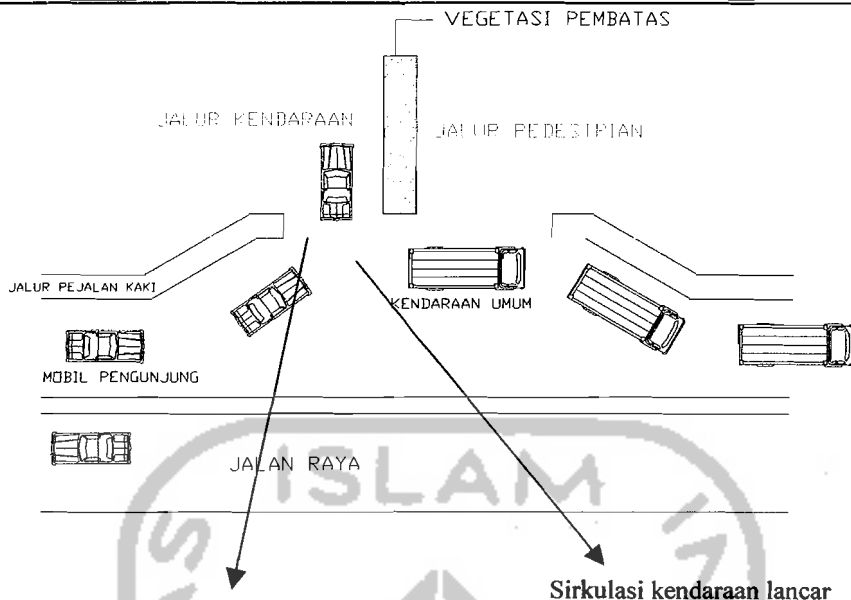 VEGETASI PEMBATAS
JALUR KENDARAAN
JALUR PEDESTRIAN
JALUR PEJALAN KAKI
KENDARAAN UMUM
MOBIL PENGUNJUNG
JALAN RAYA
ISLAM
Sirkulasi kendaraan lancar